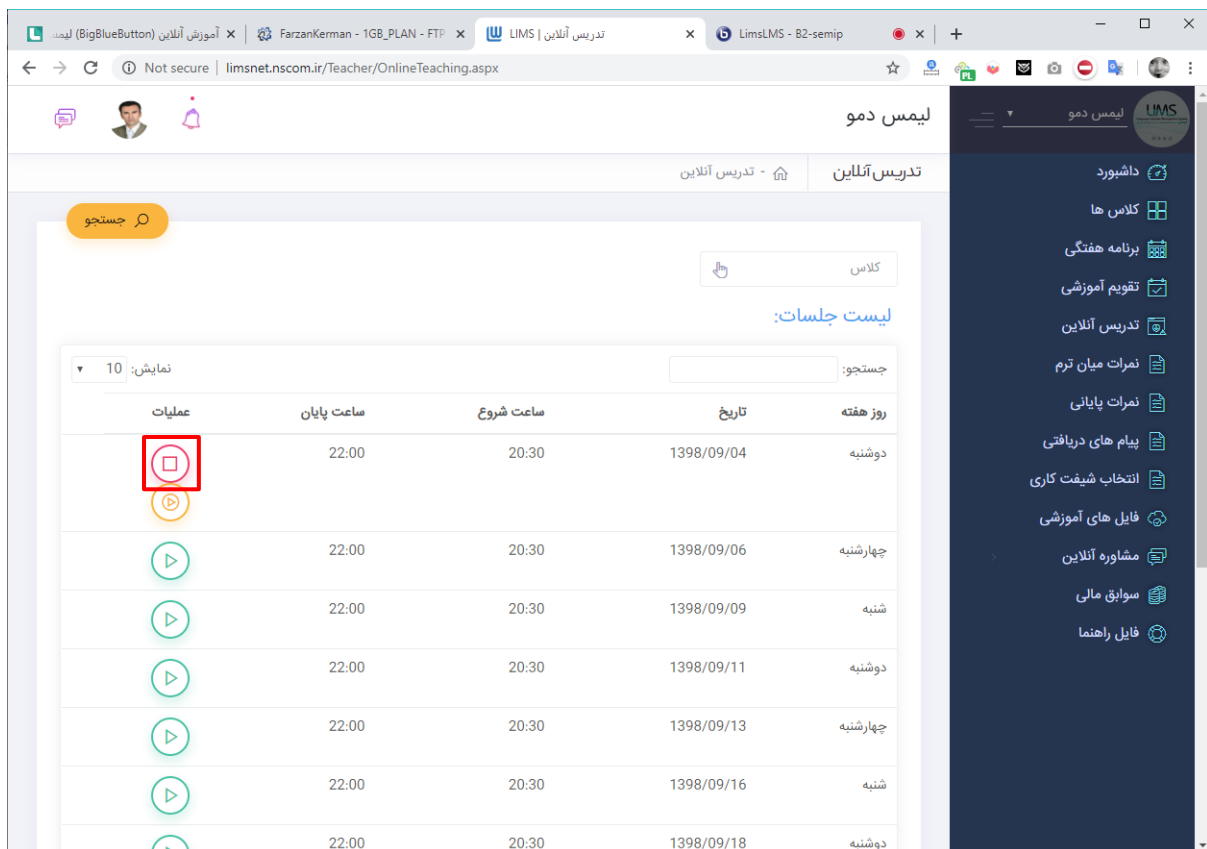 آموزش آنلاین (BigBlueButton) لیمه
FarzanKerman - 1GB_PLAN - FTP
تدریس آنلاین | LIMS
LimsLMS - B2-semip
Not secure | limsnet.nscom.ir/Teacher/OnlineTeaching.aspx
PL
LIMS
لیمس دمو
لیمس دمو
داشبورد
کلاس ها
برنامه هفتگی
تقویم آموزشی
تدریس آنلاین
نمرات میان ترم
نمرات پایانی
پیام های دریافتی
انتخاب شیفت کاری
فایل های آموزشی
مشاوره آنلاین
سوابق مالی
فایل راهنما
تدریس آنلاین
- تدریس آنلاین
جستجو
کلاس
لیست جلسات:
جستجو:
نمایش: 10
روز هفته تاریخ ساعت شروع ساعت پایان عملیات
دوشنبه 1398/09/04 20:30 22:00
چهارشنبه 1398/09/06 20:30 22:00
شنبه 1398/09/09 20:30 22:00
دوشنبه 1398/09/11 20:30 22:00
چهارشنبه 1398/09/13 20:30 22:00
شنبه 1398/09/16 20:30 22:00
دوشنبه 1398/09/18 20:30 22:00